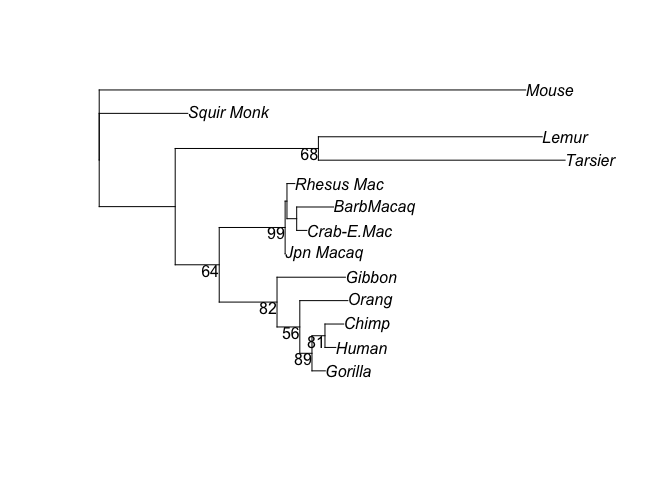 Mouse
Squir Monk
Lemur
68
Tarsier
Rhesus Mac
BarbMacaq
99
Crab-E.Mac
Jpn Macaq
64
Gibbon
82
Orang
Chimp
56
81
Human
89
Gorilla